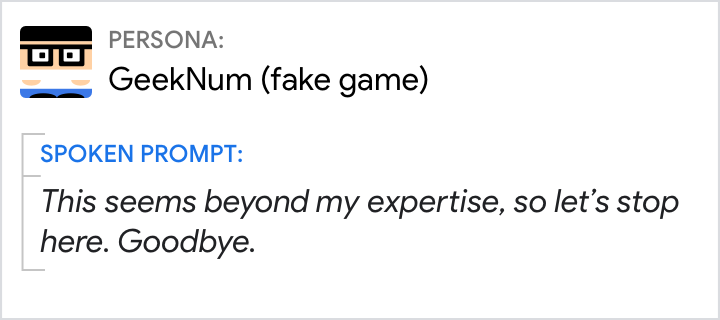 PERSONA:
GeekNum (fake game)
SPOKEN PROMPT:
This seems beyond my expertise, so let’s stop
here. Goodbye.